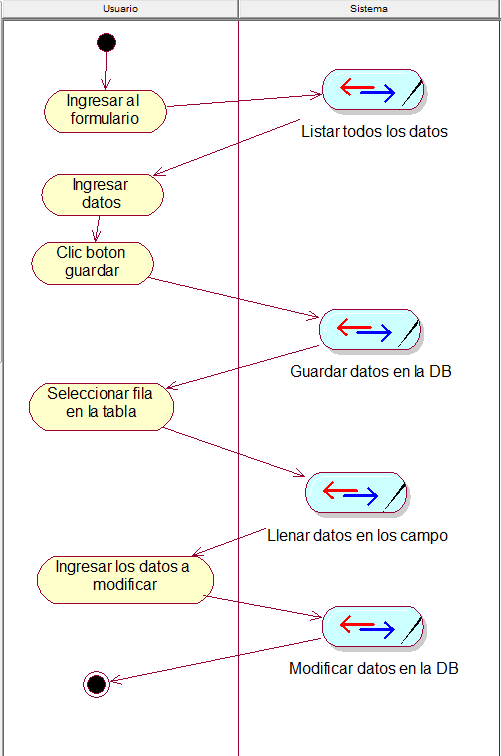 Usuario
Sistema
Ingresar al
formulario
Listar todos los datos
Ingresar
datos
Clic boton
guardar
Guardar datos en la DB
Seleccionar fila
en la tabla
Llenar datos en los campo
Ingresar los datos a
modificar
Modificar datos en la DB